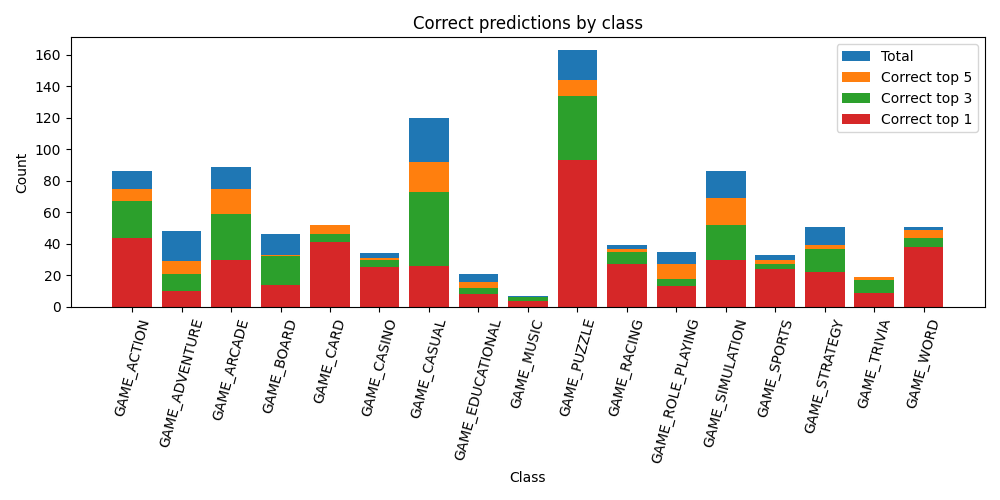 Correct predictions by class
Total
Correct top 5
Correct top 3
Correct top 1
Count
160
140
120
100
80
60
40
20
0
GAME_ACTION
GAME_ADVENTURE
GAME_ARCADE
GAME_BOARD
GAME_CARD
GAME_CASINO
GAME_CASUAL
GAME_EDUCATIONAL
GAME_MUSIC
GAME_PUZZLE
GAME_RACING
GAME_ROLE_PLAYING
GAME_SIMULATION
GAME_SPORTS
GAME_STRATEGY
GAME_TRIVIA
GAME_WORD
Class